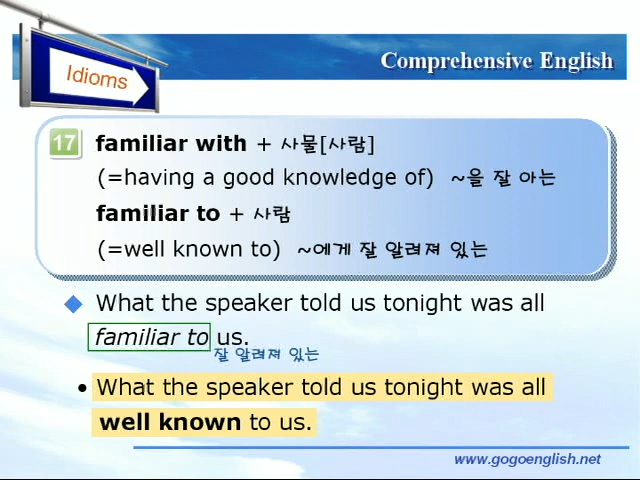 Comprehensive English
Idioms
17 familiar with + 사물[사람]
(=having a good knowledge of) ~을 잘 아는
familiar to + 사람
(=well known to) ~에게 잘 알려져 있는
◆ What the speaker told us tonight was all
familiar to us.
잘 알려져 있는
• What the speaker told us tonight was all
well known to us.
www.gogoenglish.net